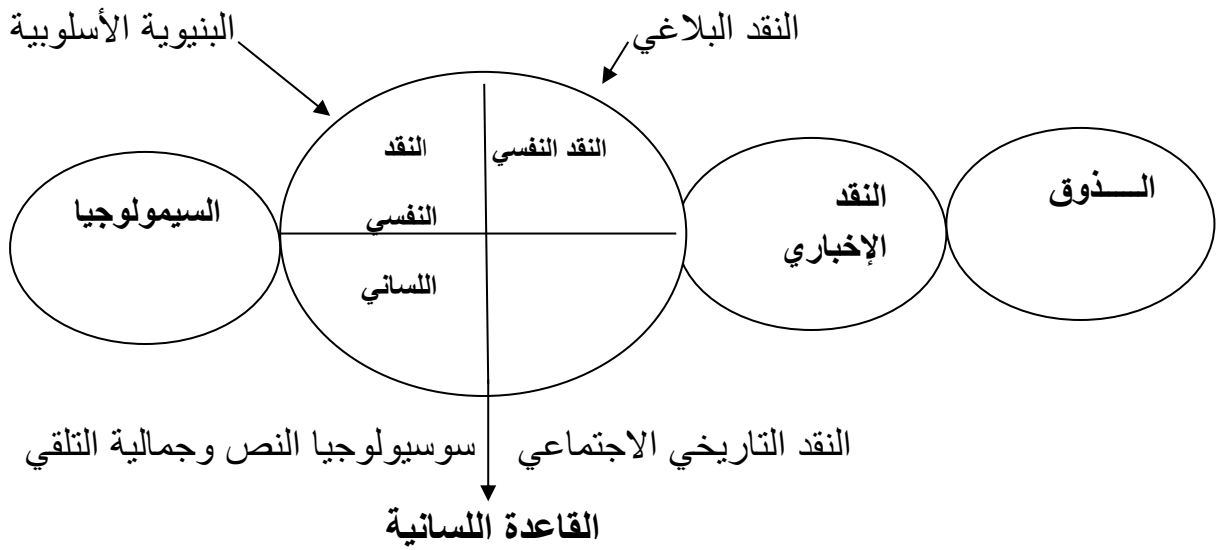 النقد البلاغي
البنيوية الأسلوبية
الـــــذوق
النقد
الإخباري
النقد النفسي
النقد
النفسي
اللساني
السيمولوجيا
النقد التاريخي الاجتماعي
سوسيولوجيا النص وجمالية التلقي
القاعدة اللسانية